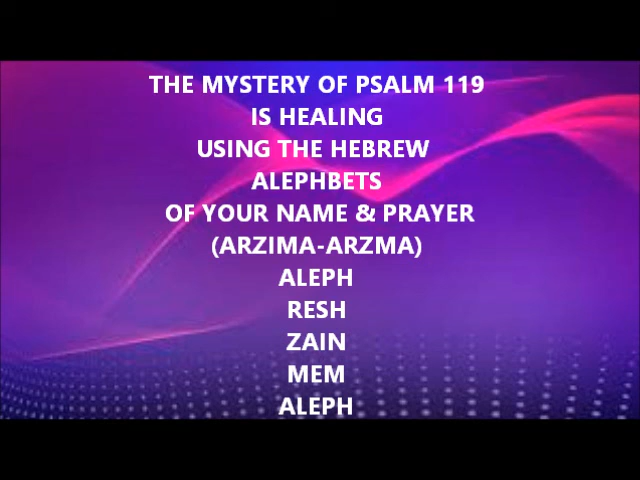 THE MYSTERY OF PSALM 119
IS HEALING
USING THE HEBREW
ALEPHBETS
OF YOUR NAME & PRAYER
(ARZIMA-ARZMA)
ALEPH
RESH
ZAIN
MEM
ALEPH